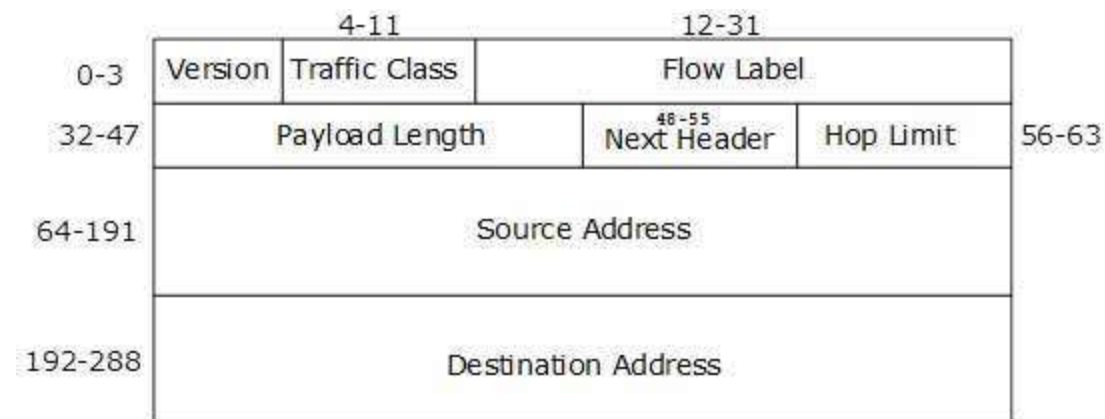 4-11 12-31
0-3 Version Traffic Class Flow Label
32-47 Payload Length 48-55 Next Header Hop Limit 56-63
64-191 Source Address
192-288 Destination Address